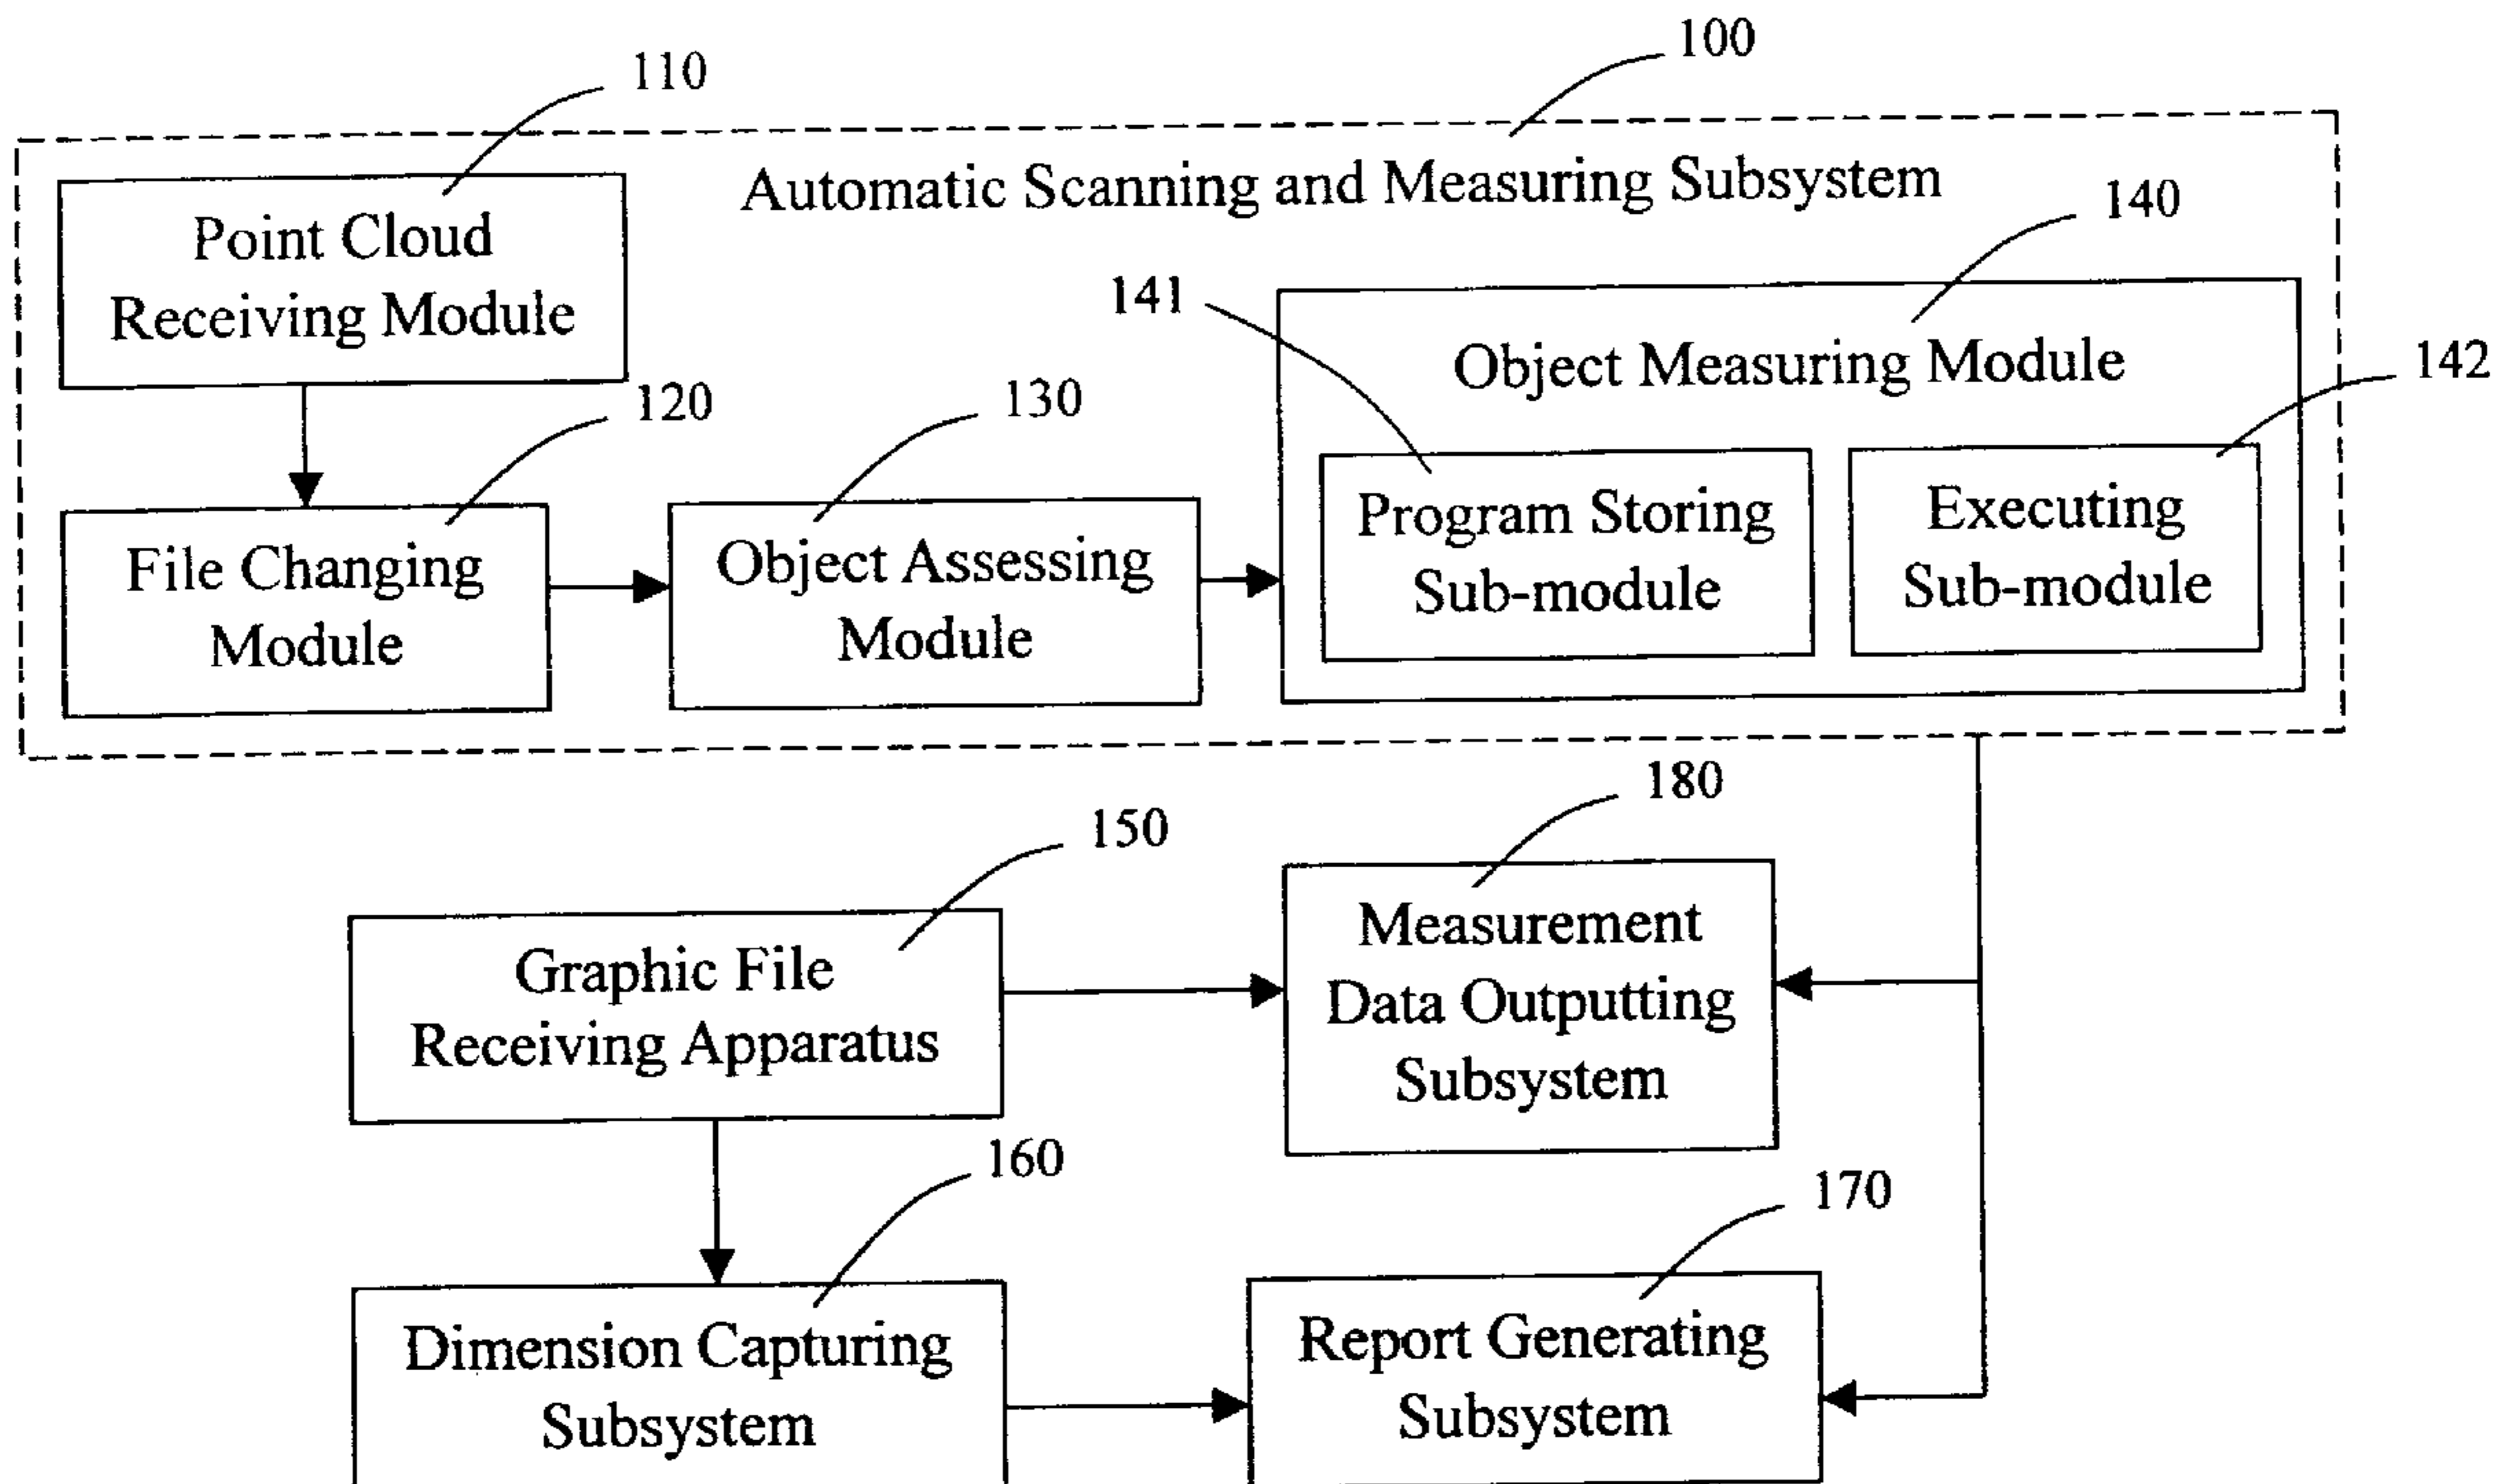 100
110
Automatic Scanning and Measuring Subsystem
Point Cloud
Receiving Module
140
141
Object Measuring Module
142
120
130
Program Storing
Sub-module
Executing
Sub-module
File Changing
Module
Object Assessing
Module
180
150
Measurement
Data Outputting
Subsystem
Graphic File
Receiving Apparatus
160
170
Dimension Capturing
Subsystem
Report Generating
Subsystem